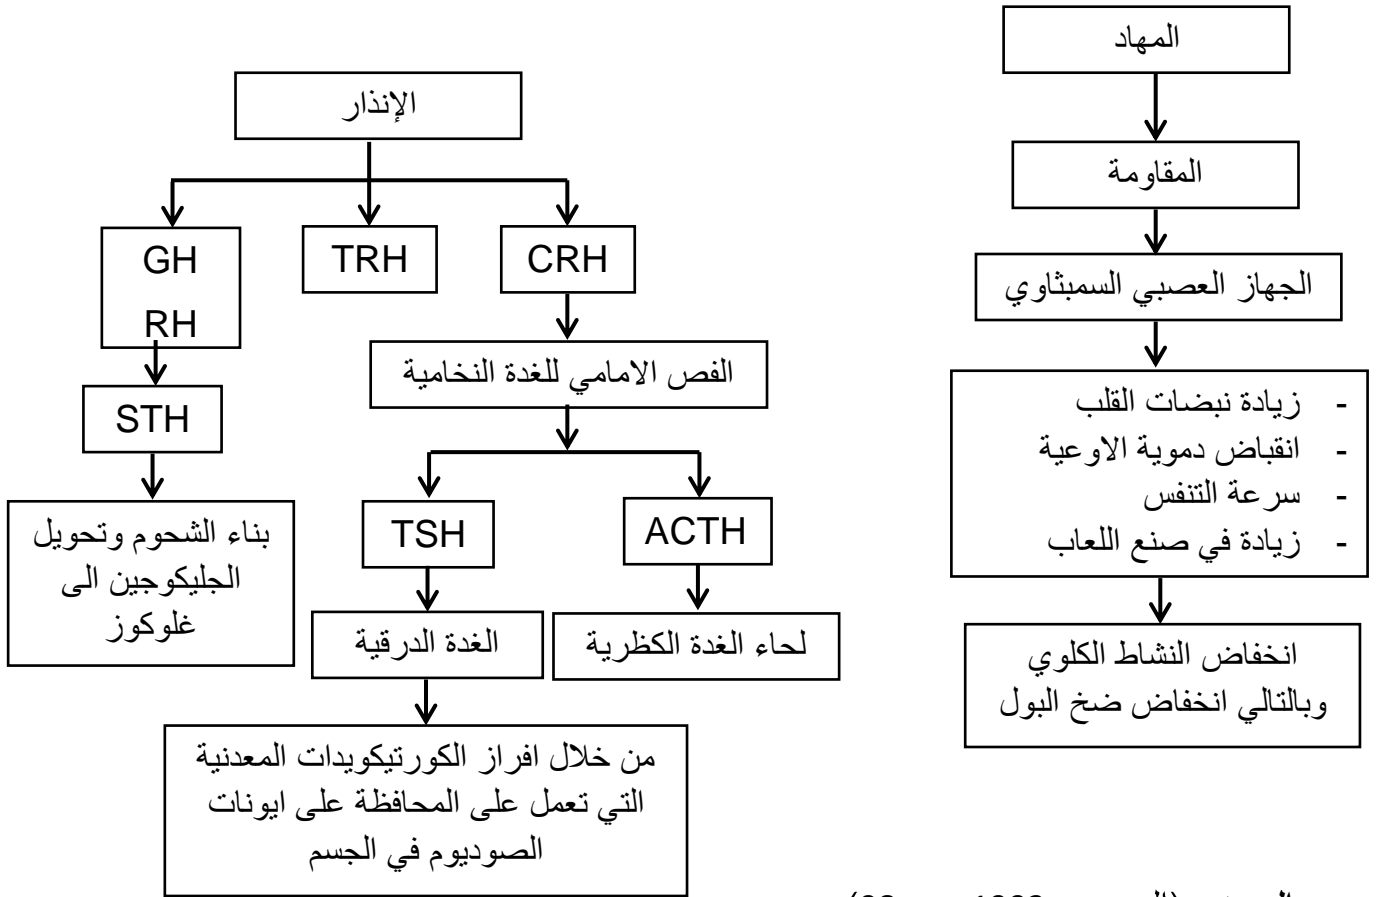 المهاد
المقاومة
الجهاز العصبي السمبثاوي
- زيادة نبضات القلب
- انقباض دموية الاوعية
- سرعة التنفس
- زيادة في صنع اللعاب
انخفاض النشاط الكلوي
وبالتالي انخفاض ضخ البول
الإنذار
CRH
TRH
GH
RH
الفص الامامي للغدة النخامية
STH
ACTH
TSH
بناء الشحوم وتحويل
الجليكوجين الى
غلوكوز
لحاء الغدة الكظرية
الغدة الدرقية
من خلال افراز الكورتيكويدات المعدنية
التي تعمل على المحافظة على ايونات
الصوديوم في الجسم